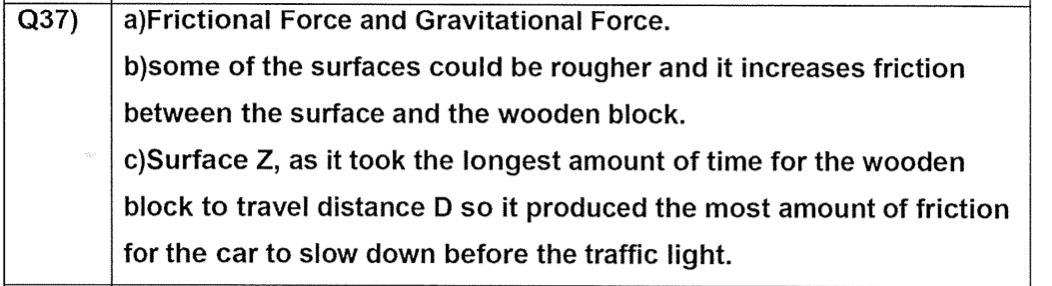 Q37) a)Frictional Force and Gravitational Force.
b)some of the surfaces could be rougher and it increases friction
between the surface and the wooden block.
c)Surface Z, as it took the longest amount of time for the wooden
block to travel distance D so it produced the most amount of friction
for the car to slow down before the traffic light.